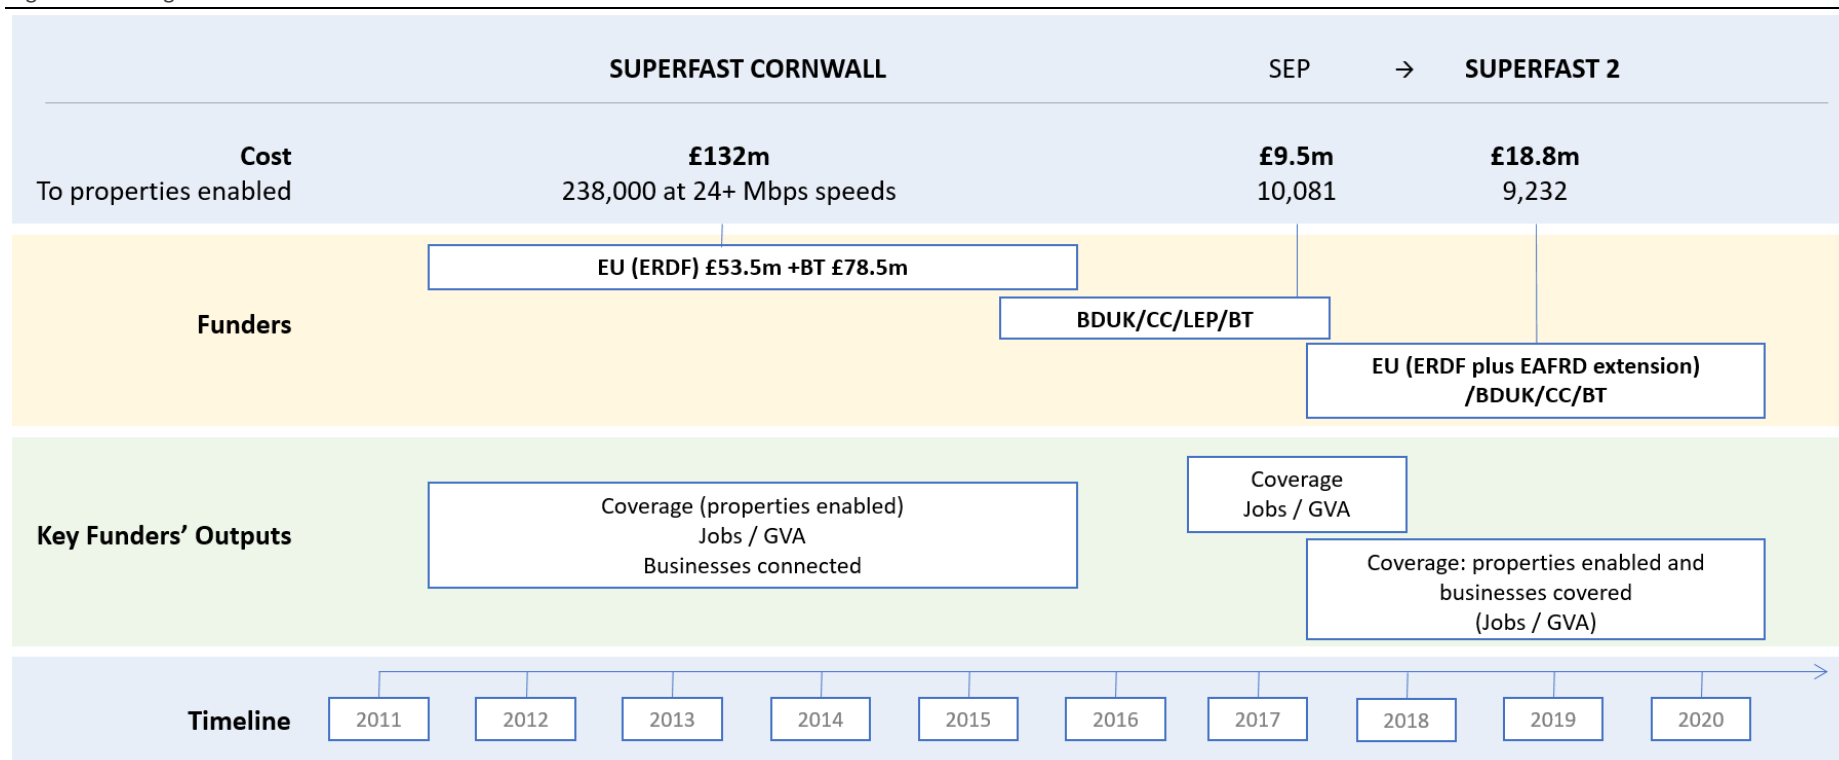 SUPERFAST CORNWALL SEP → SUPERFAST 2
Cost £132m £9.5m £18.8m
To properties enabled 238,000 at 24+ Mbps speeds 10,081 9,232
EU (ERDF) £53.5m +BT £78.5m
Funders
BDUK/CC/LEP/BT
EU (ERDF plus EAFRD extension)
/BDUK/CC/BT
Key Funders’ Outputs
Coverage (properties enabled)
Jobs / GVA
Businesses connected
Coverage
Jobs / GVA
Coverage: properties enabled and
businesses covered
(Jobs / GVA)
Timeline 2011 2012 2013 2014 2015 2016 2017 2018 2019 2020